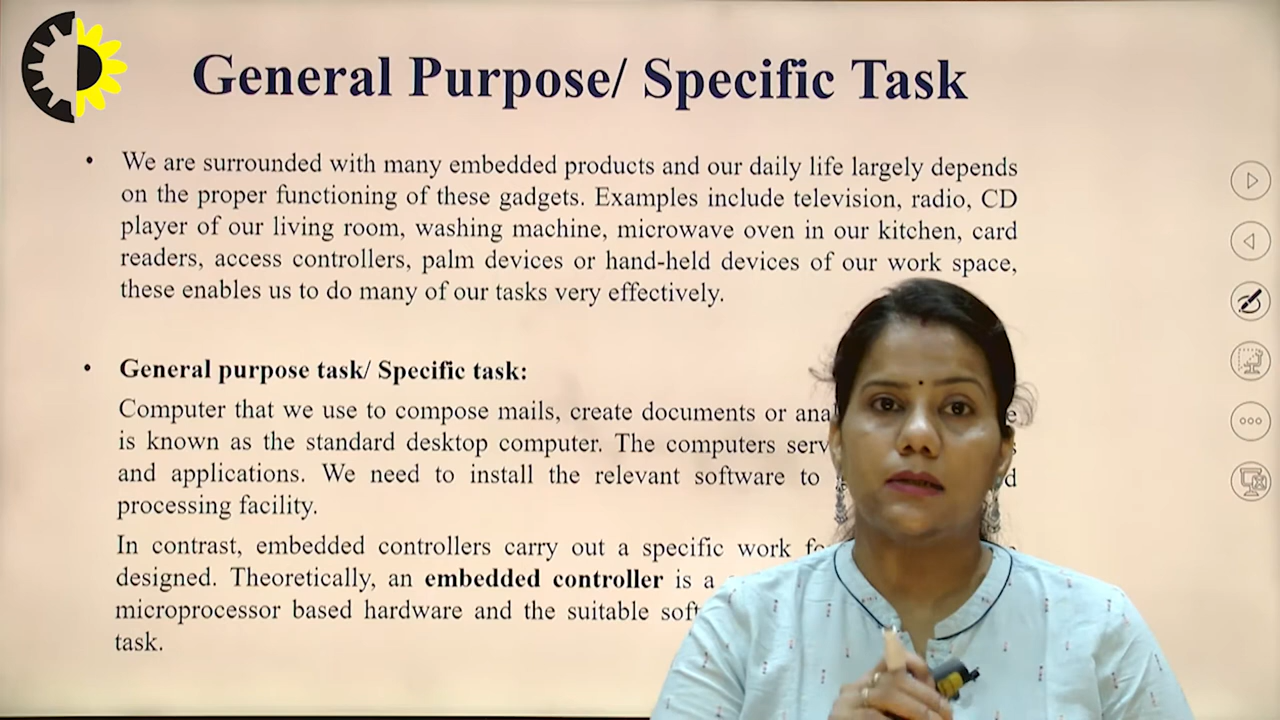 General Purpose/ Specific Task
• We are surrounded with many embedded products and our daily life largely depends
on the proper functioning of these gadgets. Examples include television, radio, CD
player of our living room, washing machine, microwave oven in our kitchen, card
readers, access controllers, palm devices or hand-held devices of our work space,
these enables us to do many of our tasks very effectively.
• General purpose task/ Specific task:
Computer that we use to compose mails, create documents or
is known as the standard desktop computer. The computers
and applications. We need to install the relevant software to
processing facility.
In contrast, embedded controllers carry out a specific work
designed. Theoretically, an embedded controller is a
microprocessor based hardware and the suitable
task.